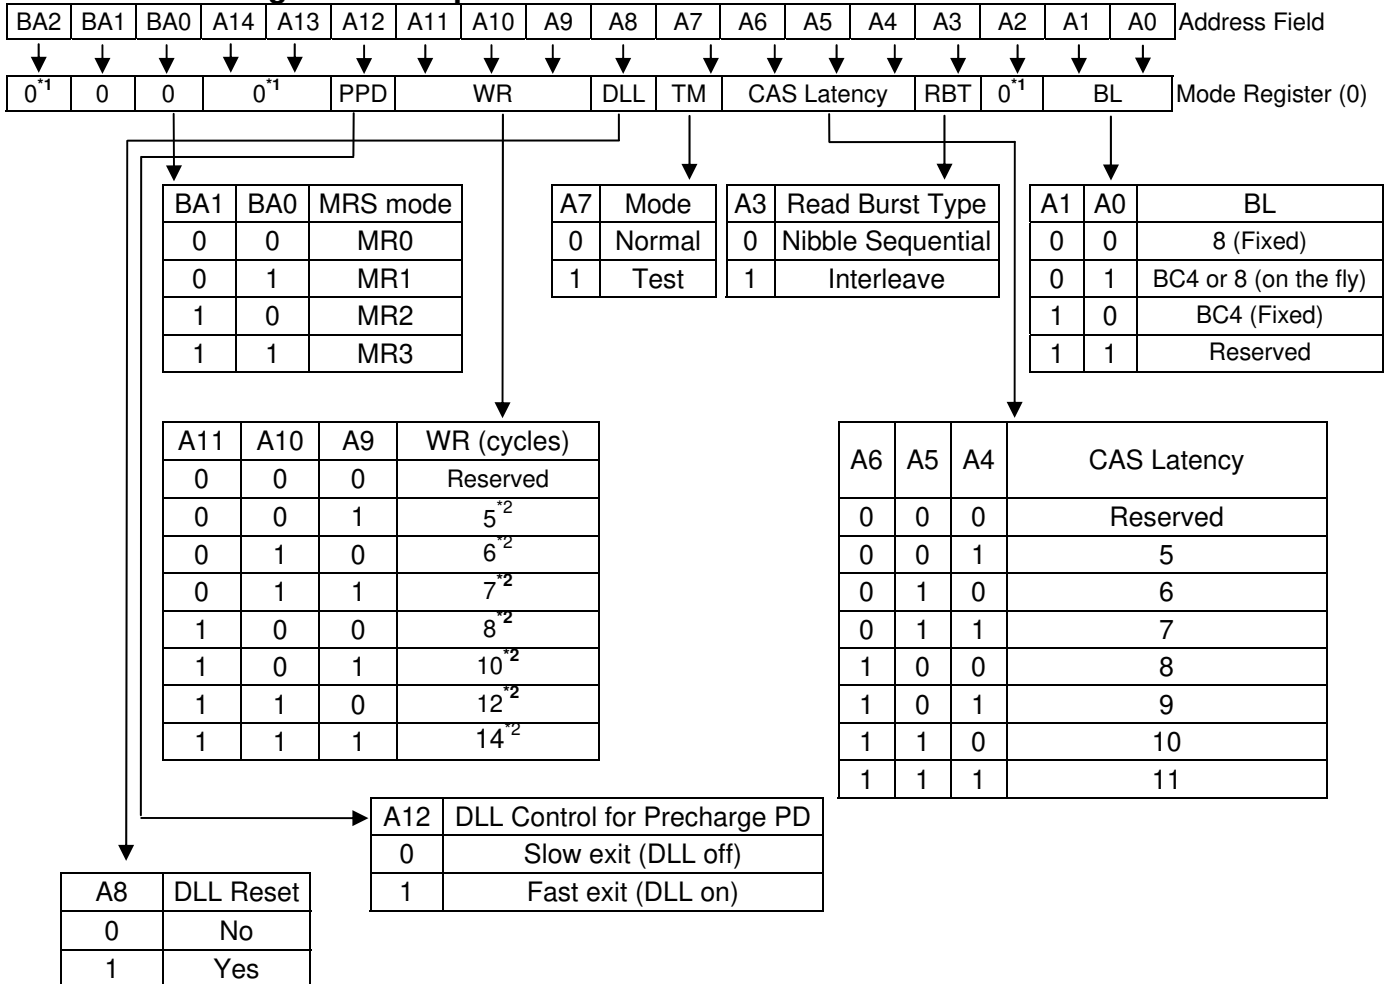 BA2 BA1 BA0 A14 A13 A12 A11 A10 A9 A8 A7 A6 A5 A4 A3 A2 A1 A0 Address Field
0*1 0 0 0*1 PPD WR DLL TM CAS Latency RBT 0*1 BL Mode Register (0)
BA1 BA0 MRS mode
0 0 MR0
0 1 MR1
1 0 MR2
1 1 MR3
A7 Mode
0 Normal
1 Test
A3 Read Burst Type
0 Nibble Sequential
1 Interleave
A1 A0 BL
0 0 8 (Fixed)
0 1 BC4 or 8 (on the fly)
1 0 BC4 (Fixed)
1 1 Reserved
A11 A10 A9 WR (cycles)
0 0 0 Reserved
0 0 1 5*2
0 1 0 6*2
0 1 1 7*2
1 0 0 8*2
1 0 1 10*2
1 1 0 12*2
1 1 1 14*2
A6 A5 A4 CAS Latency
0 0 0 Reserved
0 0 1 5
0 1 0 6
0 1 1 7
1 0 0 8
1 0 1 9
1 1 0 10
1 1 1 11
A12 DLL Control for Precharge PD
0 Slow exit (DLL off)
1 Fast exit (DLL on)
A8 DLL Reset
0 No
1 Yes